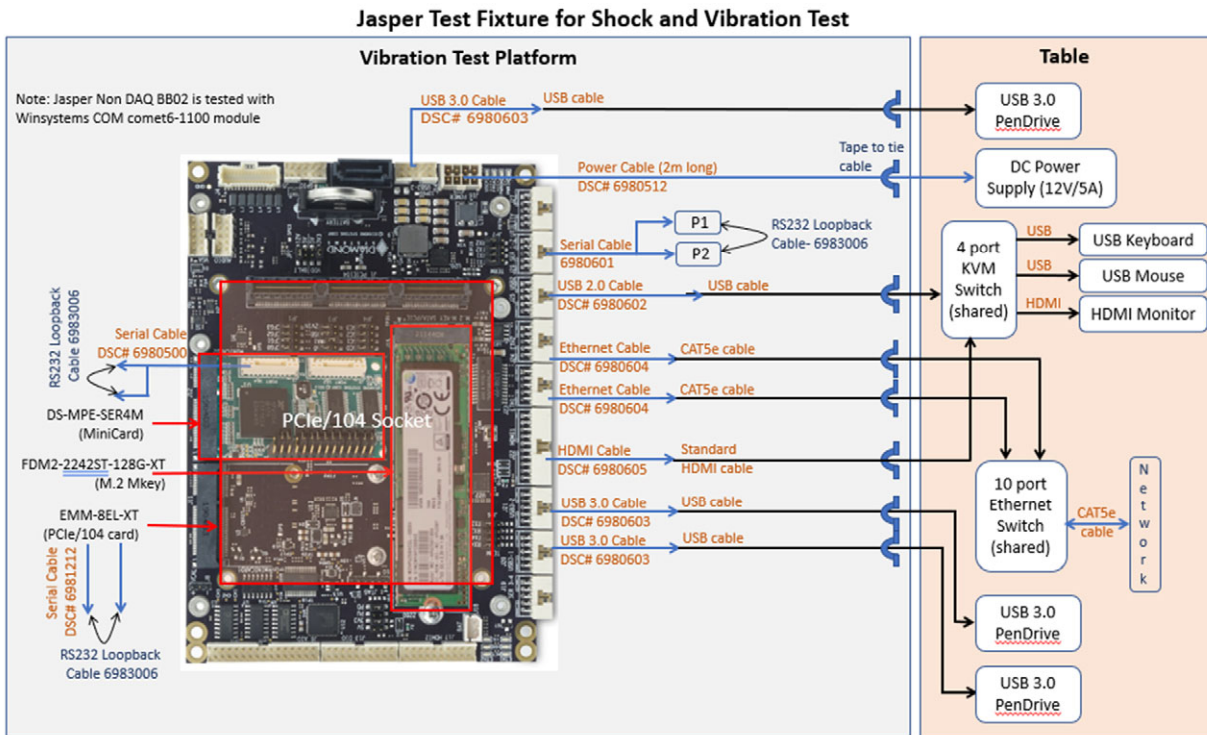 Jasper Test Fixture for Shock and Vibration Test
Vibration Test Platform
Note: Jasper Non DAQ BB02 is tested with
Winsystems COM comet6-1100 module
USB 3.0 Cable
DSC# 6980603
USB cable
Tape to tie
cable
Power Cable (2m long)
DSC# 6980512
Serial Cable
6980601
P1
P2
RS232 Loopback
Cable- 6983006
USB 2.0 Cable
DSC# 6980602
USB cable
Ethernet Cable
DSC# 6980604
CAT5e cable
Ethernet Cable
DSC# 6980604
CAT5e cable
HDMI Cable
DSC# 6980605
Standard
HDMI cable
USB 3.0 Cable
DSC# 6980603
USB cable
USB 3.0 Cable
DSC# 6980603
USB cable
RS232 Loopback
Cable 6983006
Serial Cable
DSC# 6980500
DS-MPE-SER4M
(MiniCard)
FDM2-2242ST-128G-XT
(M.2 Mkey)
EMM-8EL-XT
(PCIe/104 card)
Serial Cable
DSC# 6981212
RS232 Loopback
Cable 6983006
DIAMOND
PCIe/104 Socket
Table
USB 3.0
PenDrive
DC Power
Supply (12V/5A)
4 port
KVM
Switch
(shared)
USB
USB Keyboard
USB
USB Mouse
HDMI
HDMI Monitor
10 port
Ethernet
Switch
(shared)
CAT5e
cable
Network
USB 3.0
PenDrive
USB 3.0
PenDrive